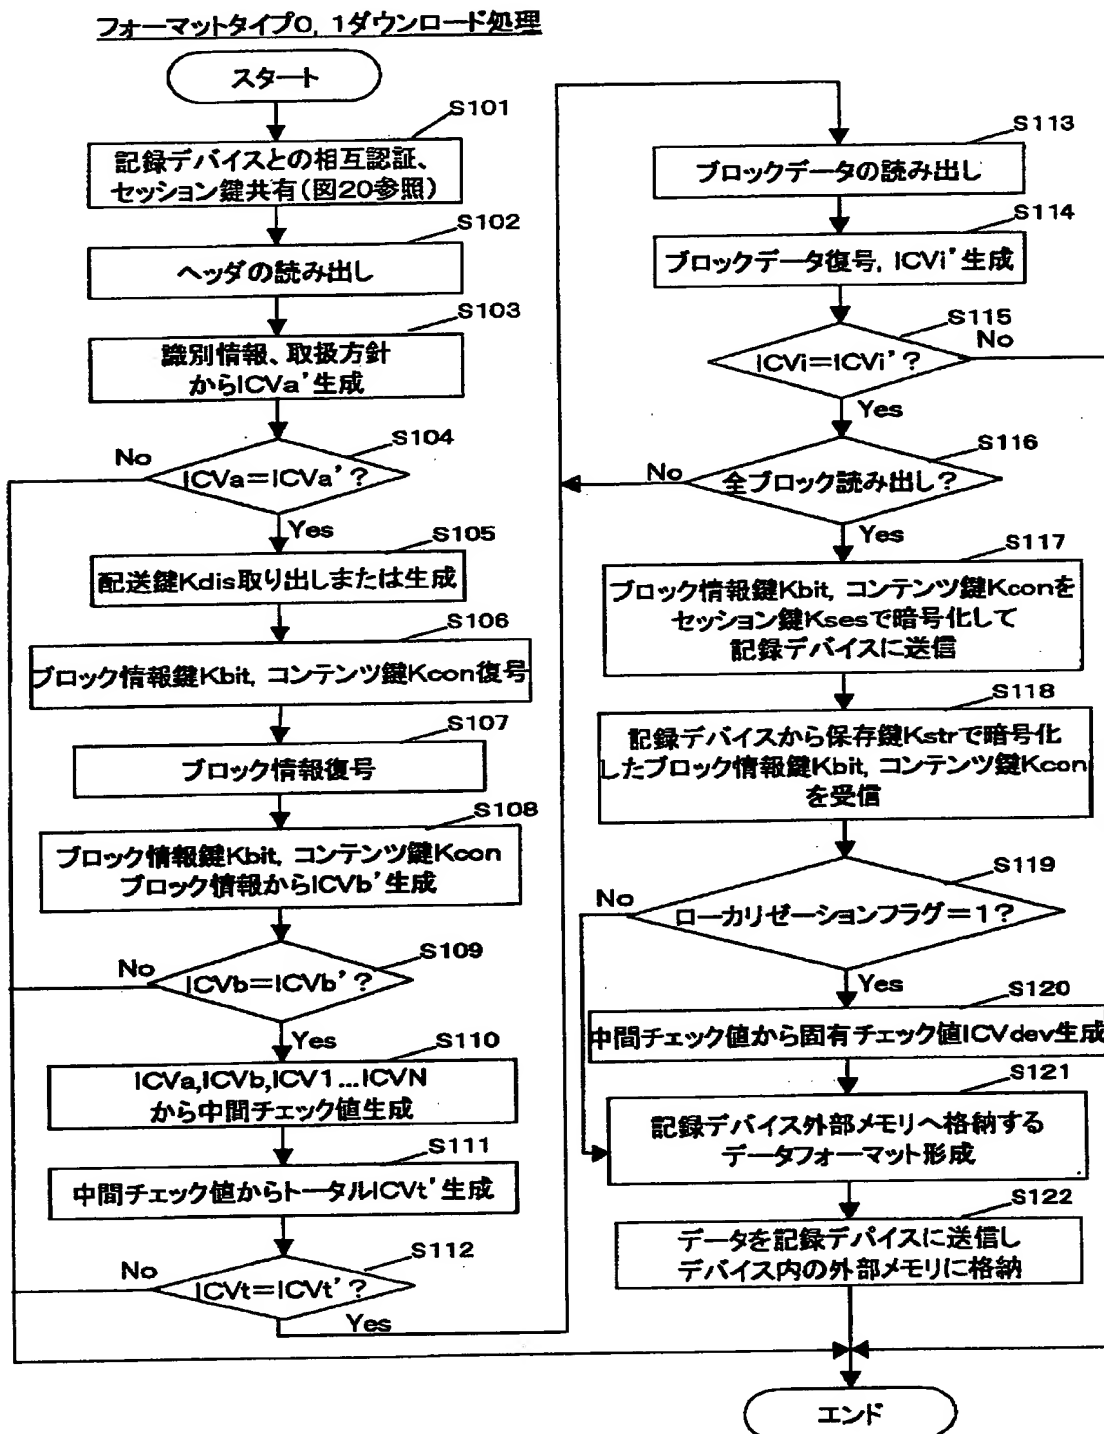 フォーマットタイプ0, 1ダウンロード処理
スタート
S101
記録デバイスとの相互認証、
セッション鍵共有(図20参照)
S102
ヘッダの読み出し
S103
識別情報、取扱方針
からICVa'生成
S104
ICVa=ICVa'?
No
Yes
S105
配送鍵Kdis取り出しまたは生成
S106
ブロック情報鍵Kbit, コンテンツ鍵Kcon復号
S107
ブロック情報復号
S108
ブロック情報鍵Kbit, コンテンツ鍵Kcon
ブロック情報からICVb'生成
S109
ICVb=ICVb'?
No
Yes
S110
ICVa,ICVb,ICV1...ICVN
から中間チェック値生成
S111
中間チェック値からトータルICVt'生成
S112
ICVt=ICVt'?
No
Yes
S113
ブロックデータの読み出し
S114
ブロックデータ復号, ICVi'生成
S115
ICVi=ICVi'?
No
Yes
S116
全ブロック読み出し?
No
Yes
S117
ブロック情報鍵Kbit, コンテンツ鍵Kconを
セッション鍵Ksesで暗号化して
記録デバイスに送信
S118
記録デバイスから保存鍵Kstrで暗号化
したブロック情報鍵Kbit, コンテンツ鍵Kcon
を受信
S119
ローカリゼーションフラグ=1?
No
Yes
S120
中間チェック値から固有チェック値ICVdev生成
S121
記録デバイス外部メモリへ格納する
データフォーマット形成
S122
データを記録デバイスに送信し
デバイス内の外部メモリに格納
エンド